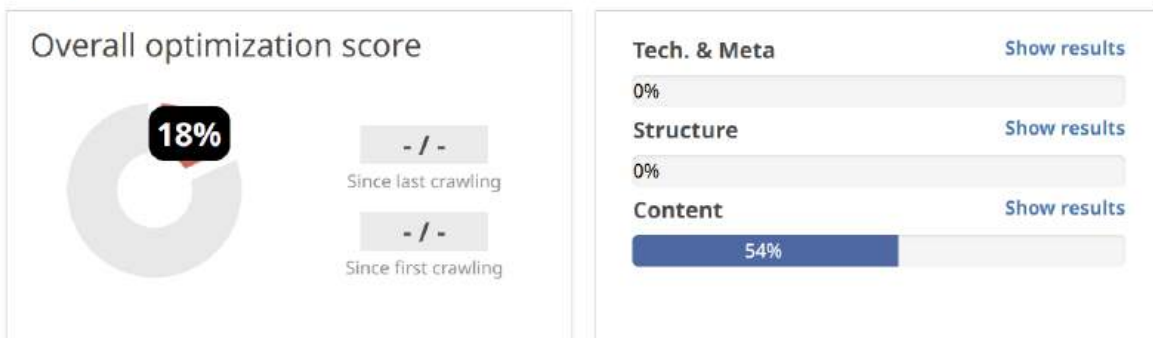 Overall optimization score
18%
- / -
Since last crawling
- / -
Since first crawling
Tech. & Meta Show results
0%
Structure Show results
0%
Content Show results
54%